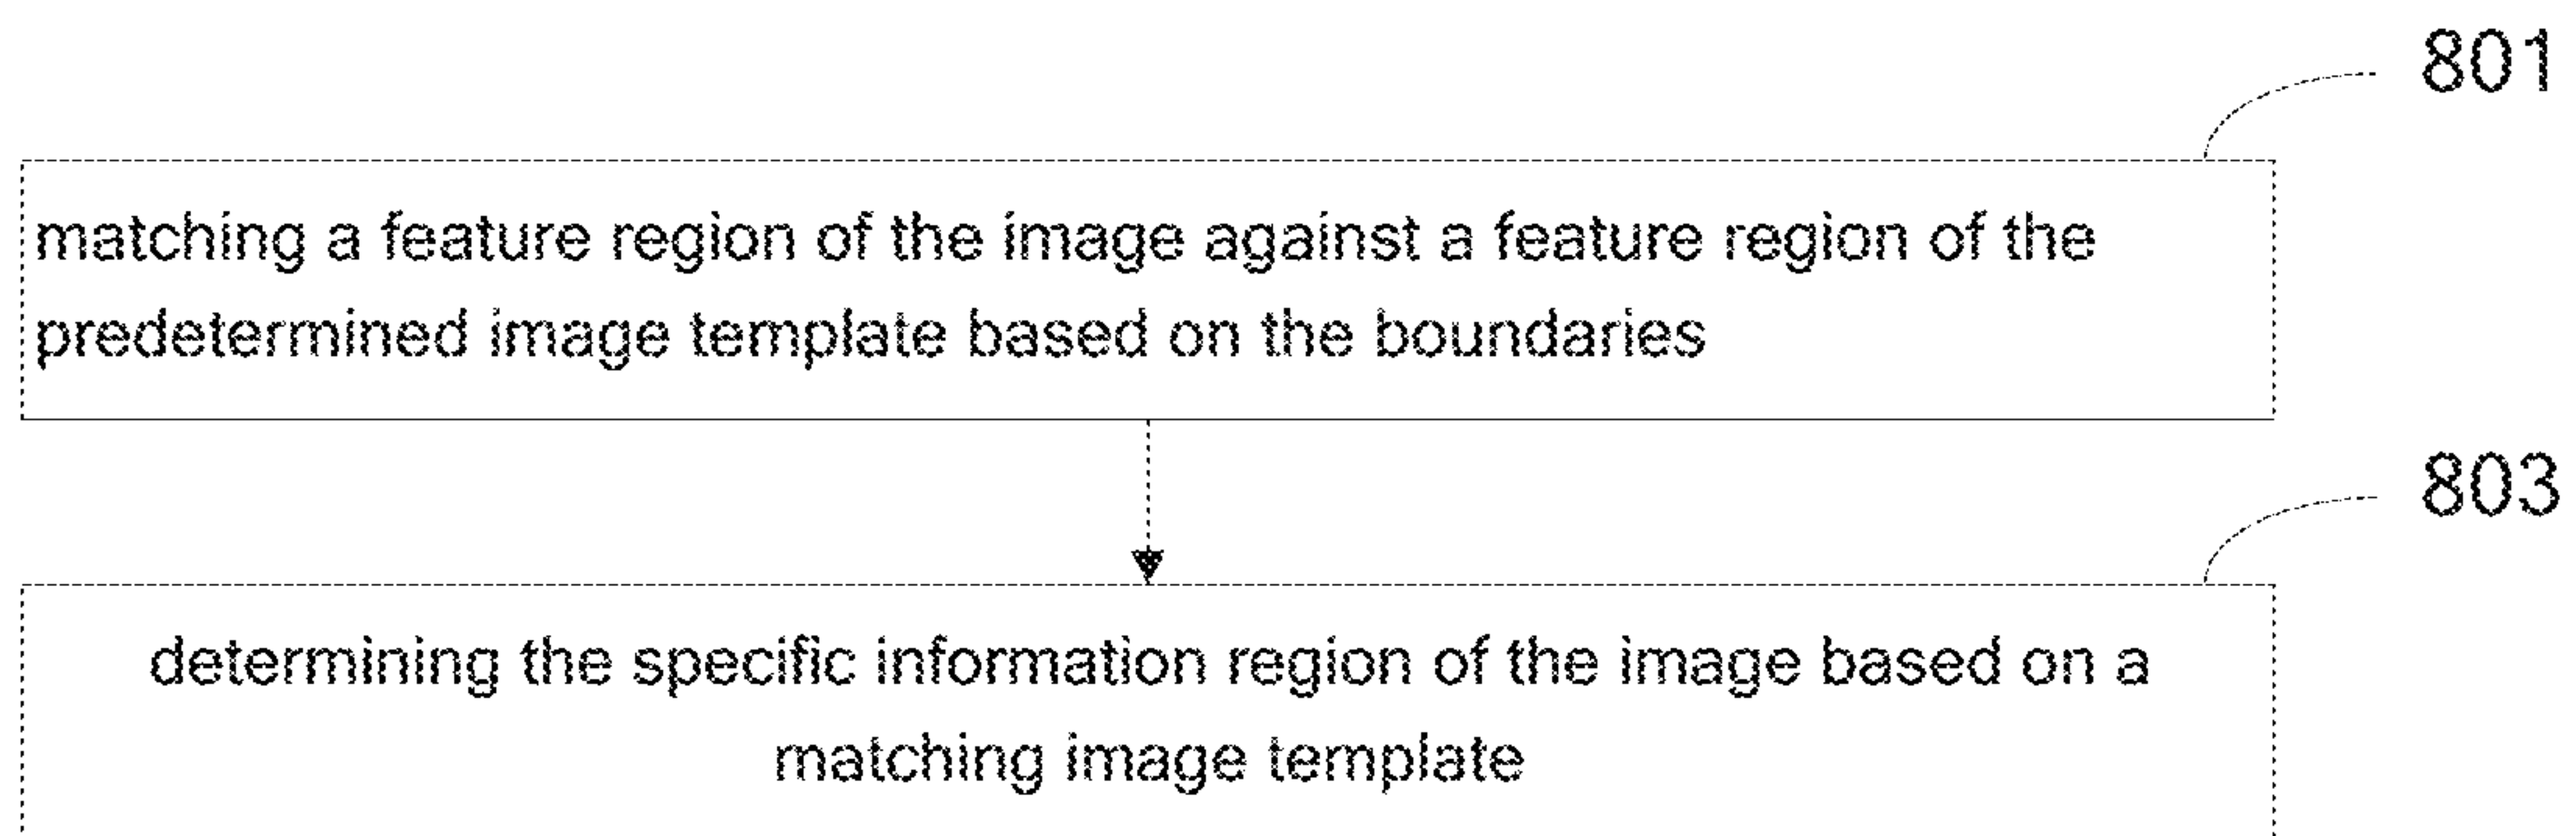 801
matching a feature region of the image against a feature region of the
predetermined image template based on the boundaries
803
determining the specific information region of the image based on a
matching image template